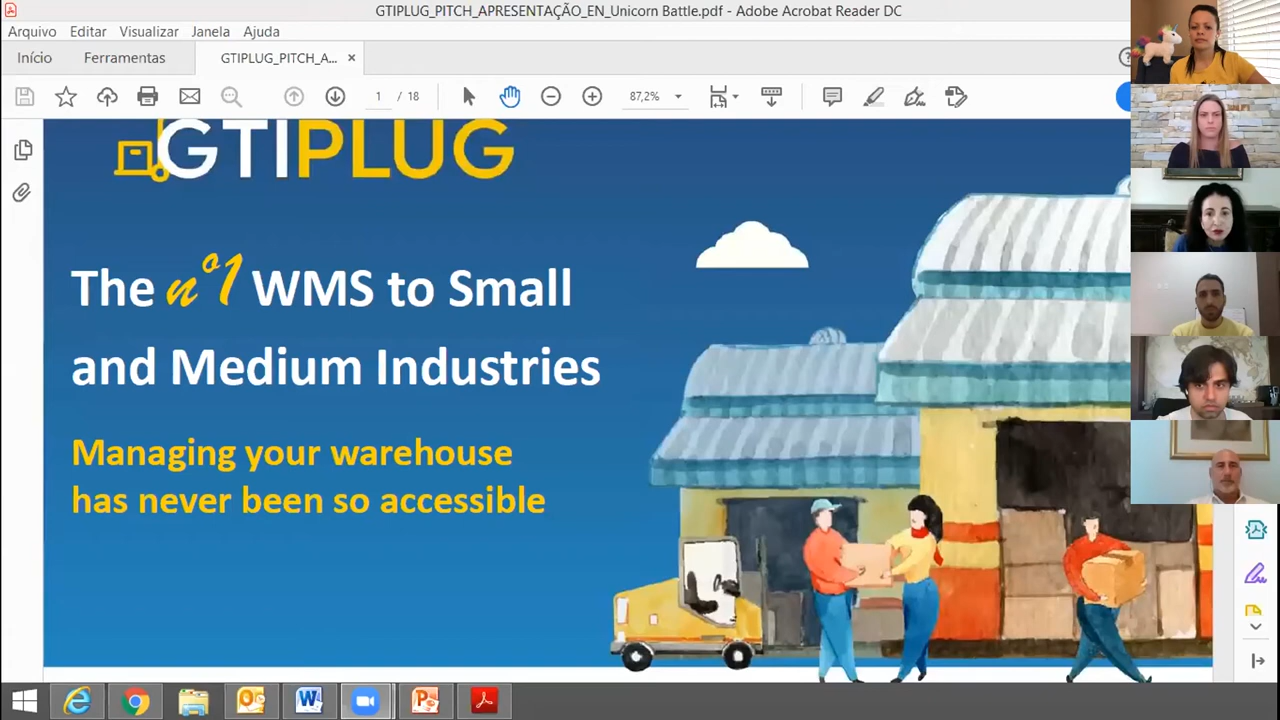 GTIPLUG_PITCH_APRESENTAÇÃO_EN_Unicorn Battle.pdf - Adobe Acrobat Reader DC
Arquivo Editar Visualizar Janela Ajuda
Início Ferramentas GTIPLUG_PITCH_A... ×
1 / 18 87,2%
GTIPLUG
The nº1 WMS to Small
and Medium Industries
Managing your warehouse
has never been so accessible